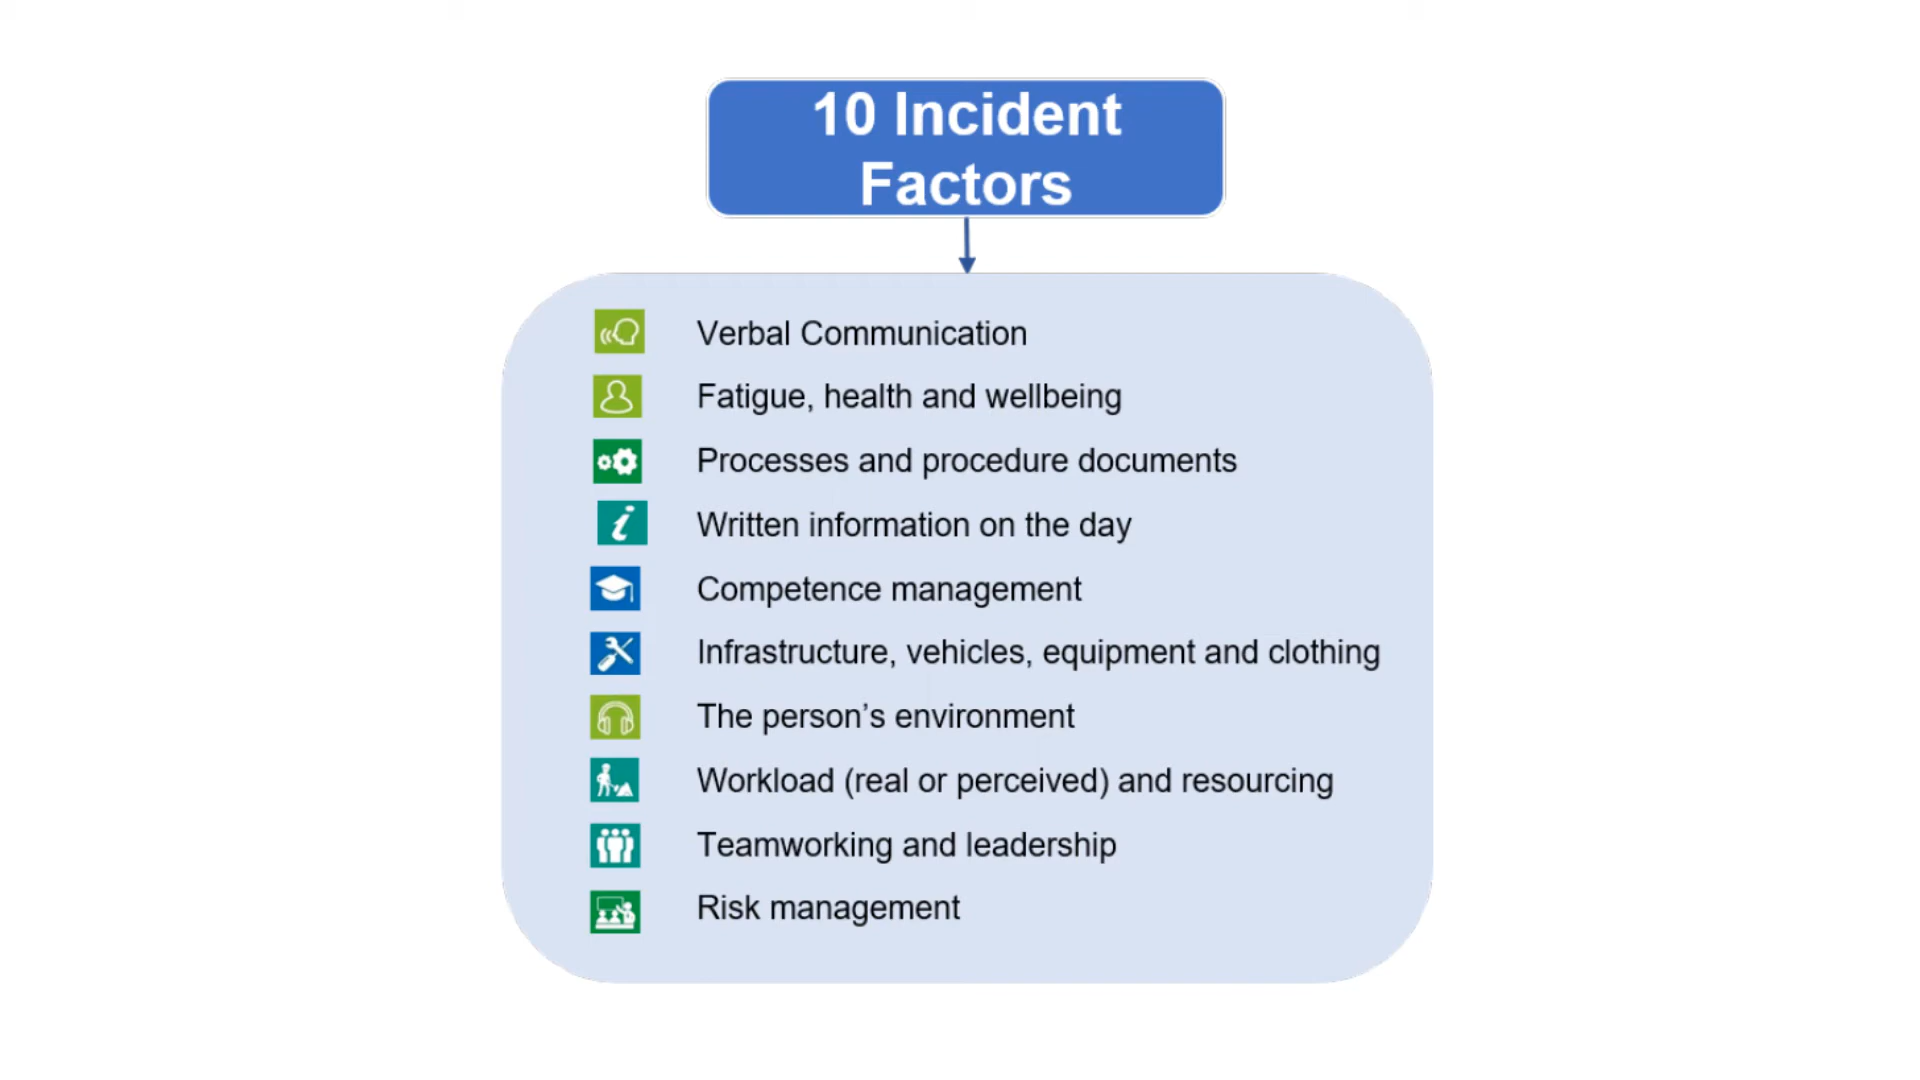 10 Incident
Factors
Verbal Communication
Fatigue, health and wellbeing
Processes and procedure documents
Written information on the day
Competence management
Infrastructure, vehicles, equipment and clothing
The person’s environment
Workload (real or perceived) and resourcing
Teamworking and leadership
Risk management